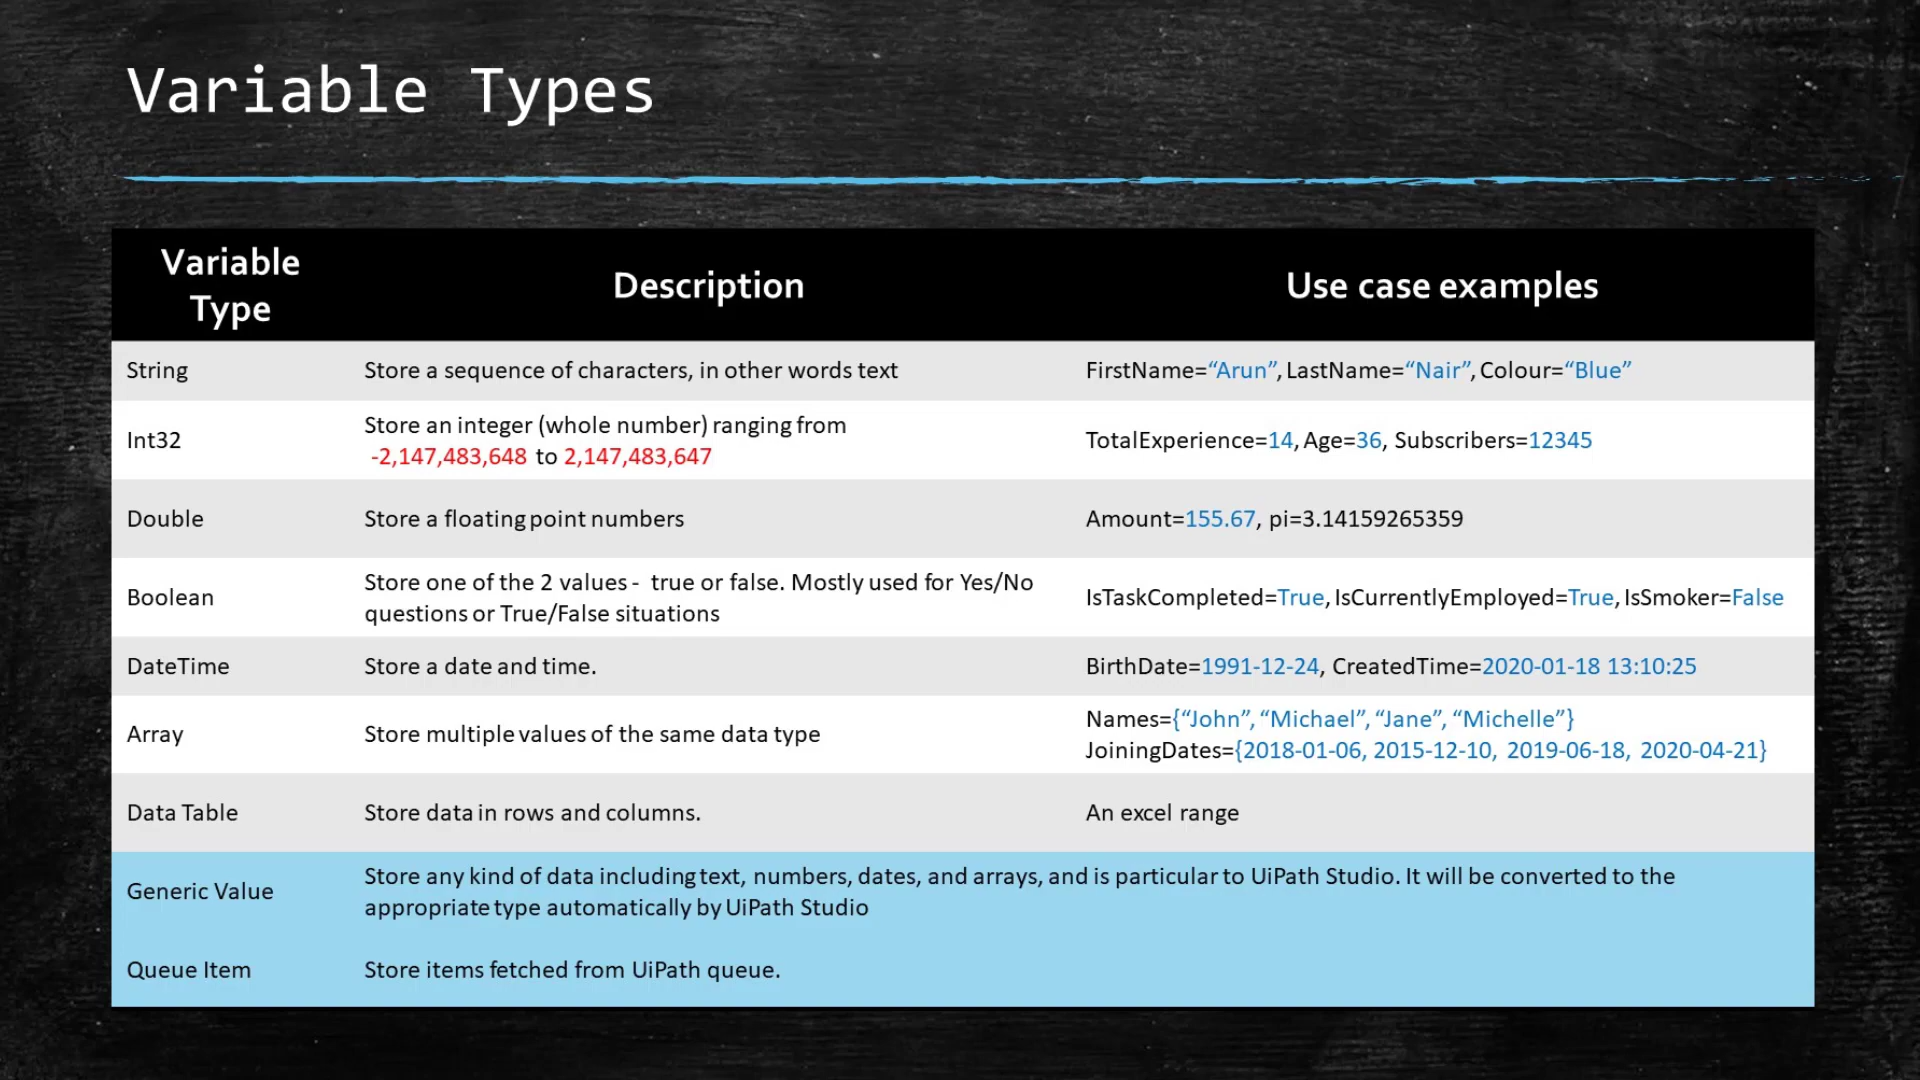 Variable Types
Variable
Type
Description
Use case examples
String
Store a sequence of characters, in other words text
FirstName=“Arun”, LastName=“Nair”, Colour=“Blue”
Int32
Store an integer (whole number) ranging from
-2,147,483,648 to 2,147,483,647
TotalExperience=14, Age=36, Subscribers=12345
Double
Store a floating point numbers
Amount=155.67, pi=3.14159265359
Boolean
Store one of the 2 values - true or false. Mostly used for Yes/No
questions or True/False situations
IsTaskCompleted=True, IsCurrentlyEmployed=True, IsSmoker=False
DateTime
Store a date and time.
BirthDate=1991-12-24, CreatedTime=2020-01-18 13:10:25
Array
Store multiple values of the same data type
Names={“John”, “Michael”, “Jane”, “Michelle”}
JoiningDates={2018-01-06, 2015-12-10, 2019-06-18, 2020-04-21}
Data Table
Store data in rows and columns.
An excel range
Generic Value
Store any kind of data including text, numbers, dates, and arrays, and is particular to UiPath Studio. It will be converted to the
appropriate type automatically by UiPath Studio
Queue Item
Store items fetched from UiPath queue.